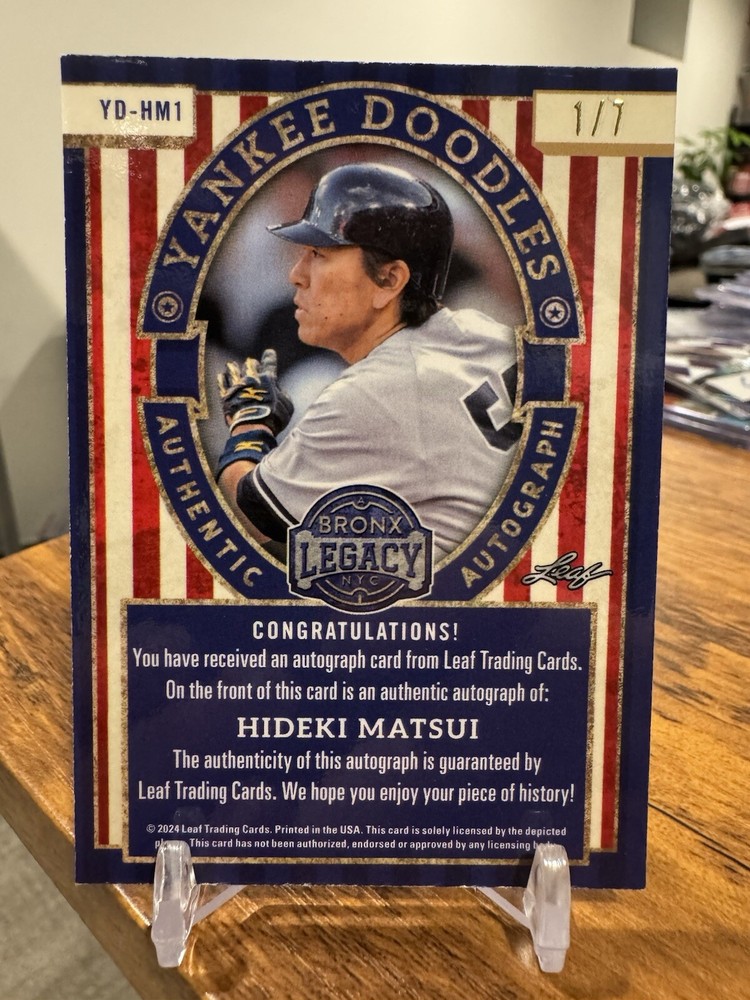 YD-HM1
1/7
YANKEE DOODLES
AUTHENTIC AUTOGRAPH
BRONX
LEGACY
NYC
Leaf
CONGRATULATIONS!
You have received an autograph card from Leaf Trading Cards.
On the front of this card is an authentic autograph of:
HIDEKI MATSUI
The authenticity of this autograph is guaranteed by
Leaf Trading Cards. We hope you enjoy your piece of history!
© 2024 Leaf Trading Cards. Printed in the USA. This card is solely licensed by the depicted
This card has not been authorized, endorsed or approved by any licensing